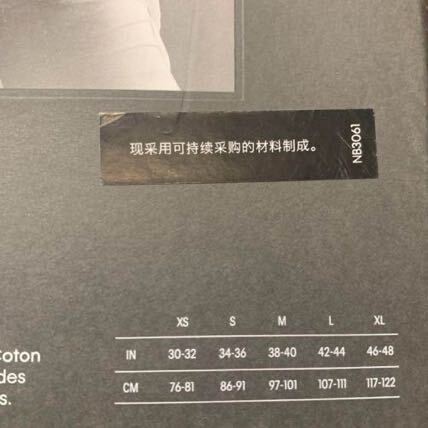 现采用可持续采购的材料制成。
NB3061
XS S M L XL
IN 30-32 34-36 38-40 42-44 46-48
CM 76-81 86-91 97-101 107-111 117-122
Coton
des
s.